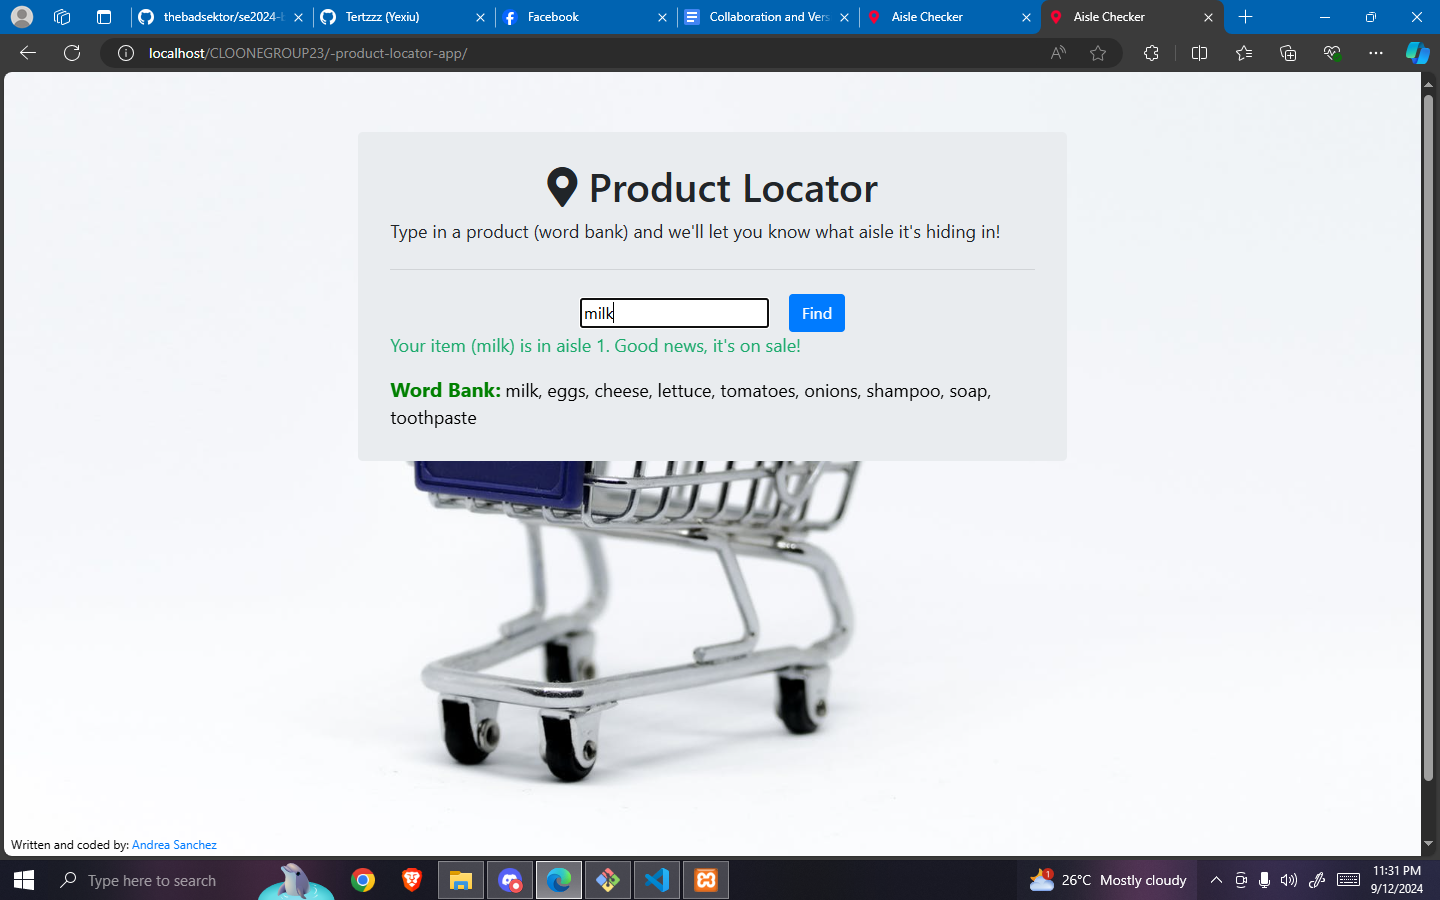 thebadsektor/se2024-b
Tertzzz (Yexiu)
Facebook
Collaboration and Vers
Aisle Checker
Aisle Checker
localhost/CLOONEGROUP23/-product-locator-app/
Product Locator
Type in a product (word bank) and we'll let you know what aisle it's hiding in!
milk
Find
Your item (milk) is in aisle 1. Good news, it's on sale!
Word Bank: milk, eggs, cheese, lettuce, tomatoes, onions, shampoo, soap,
toothpaste
Written and coded by: Andrea Sanchez
Type here to search
1
26°C Mostly cloudy
11:31 PM
9/12/2024